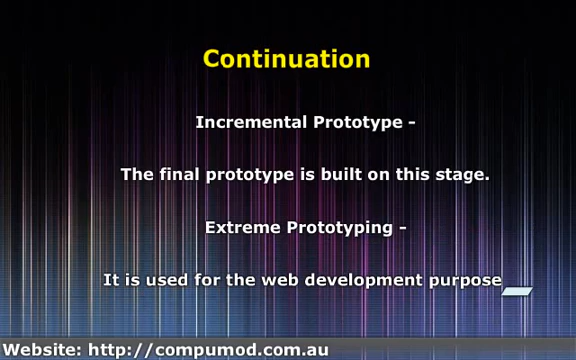 Continuation
Incremental Prototype -
The final prototype is built on this stage.
Extreme Prototyping -
It is used for the web development purpose
Website: http://compumod.com.au